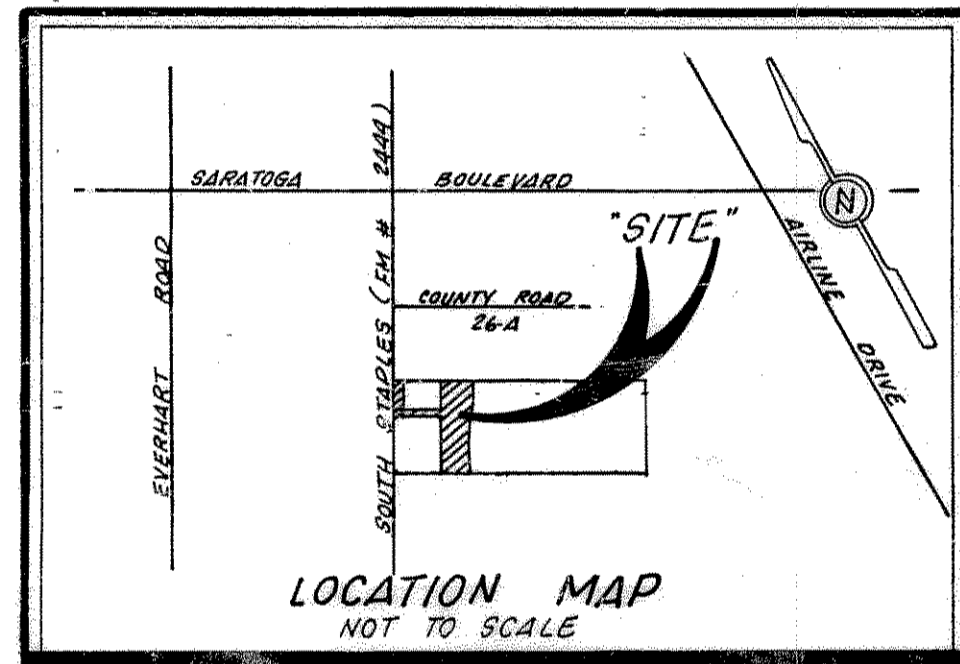 SARATOGA BOULEVARD
"SITE"
N
COUNTY ROAD
26-A
EVERHART ROAD
SOUTH STAPLES (FM # 2444)
AIRLINE DRIVE
LOCATION MAP
NOT TO SCALE